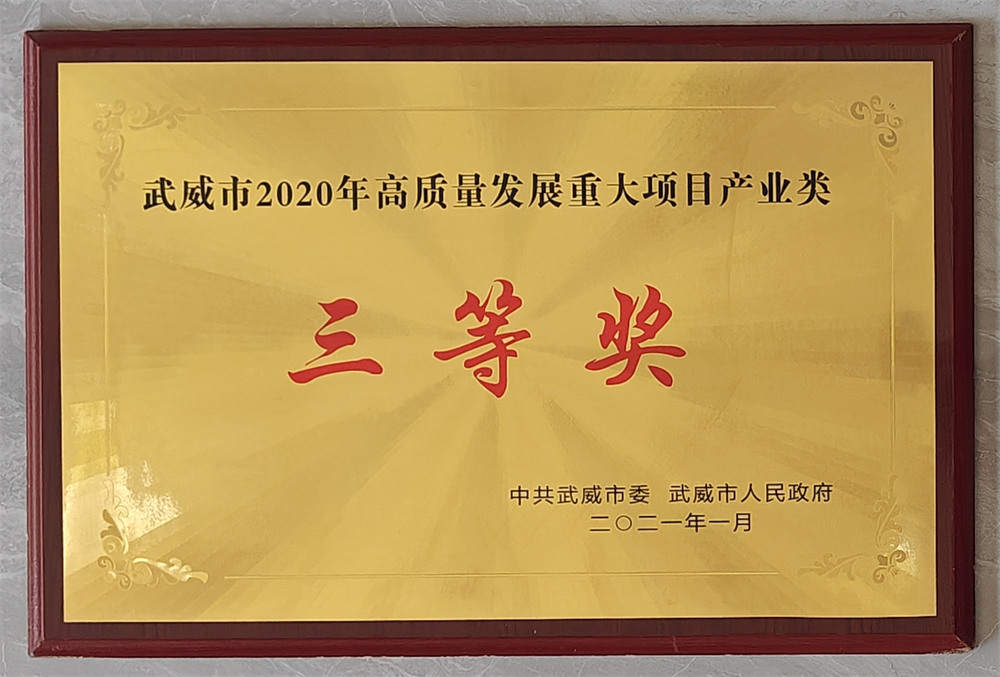 武威市2020年高质量发展重大项目产业类
三等奖
中共武威市委 武威市人民政府
二〇二一年一月